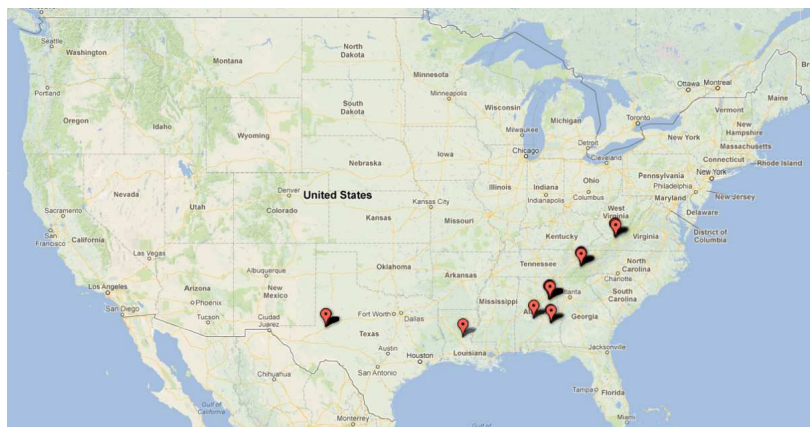 Seattle
Washington
Portland
Oregon
Idaho
Montana
North
Dakota
South
Dakota
Minnesota
Minneapolis
Wisconsin
Michigan
Milwaukee
Chicago
Detroit
Toronto
Ottawa
Montreal
Vermont
Maine
New
Hampshire
Massachusetts
Connecticut
Rhode Island
New York
New York
New Jersey
Pennsylvania
Philadelphia
Maryland
Delaware
District of
Columbia
Wyoming
Nebraska
Iowa
Illinois
Indiana
Indianapolis
Ohio
Columbus
Cleveland
West
Virginia
Virginia
Nevada
Utah
Denver
Colorado
United States
Kansas
Kansas City
Missouri
Kentucky
Sacramento
San
Francisco
California
Las Vegas
Los Angeles
San Diego
Arizona
Phoenix
Tucson
Albuquerque
New
Mexico
Oklahoma
Arkansas
Tennessee
North
Carolina
Charlotte
South
Carolina
Mississippi
Georgia
Ciudad
Juarez
Fort Worth
Dallas
Texas
Austin
San Antonio
Houston
Louisiana
Jacksonville
Tampa
Florida
Miami
Chihuahua
Monterrey
Gulf of
California
Gulf of